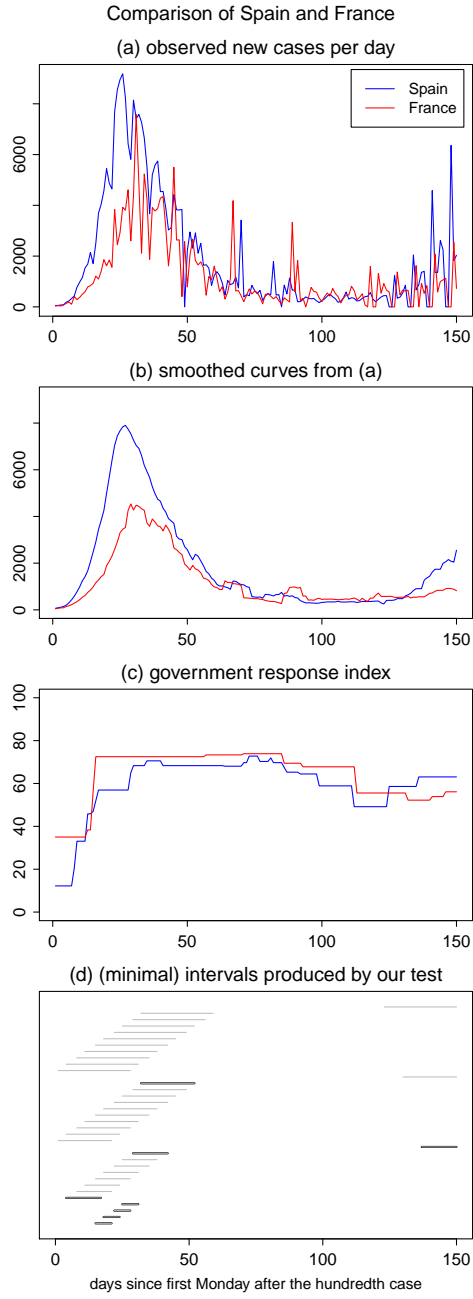 Comparison of Spain and France
(a) observed new cases per day
Spain
France
0 2000 6000
0 50 100 150
(b) smoothed curves from (a)
0 2000 6000
0 50 100 150
(c) government response index
0 20 40 60 80 100
0 50 100 150
(d) (minimal) intervals produced by our test
0 50 100 150
days since first Monday after the hundredth case